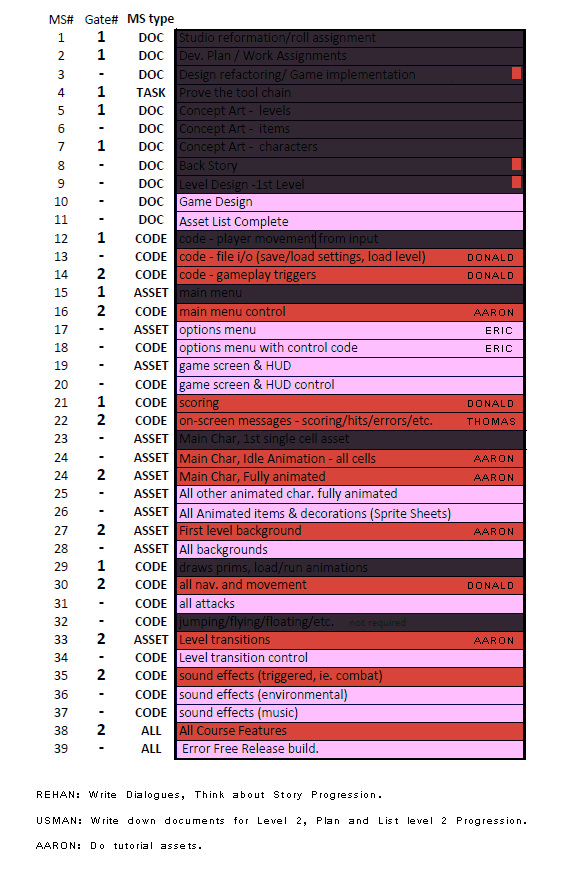 MS# Gate# MS type
1 1 DOC Studio reformation/roll assignment
2 1 DOC Dev. Plan / Work Assignments
3 - DOC Design refactoring/ Game implementation
4 1 TASK Prove the tool chain
5 1 DOC Concept Art - levels
6 - DOC Concept Art - items
7 1 DOC Concept Art - characters
8 - DOC Back Story
9 - DOC Level Design -1st Level
10 - DOC Game Design
11 - DOC Asset List Complete
12 1 CODE code - player movement from input
13 - CODE code - file i/o (save/load settings, load level) DONALD
14 2 CODE code - gameplay triggers DONALD
15 1 ASSET main menu
16 2 CODE main menu control AARON
17 - ASSET options menu ERIC
18 - CODE options menu with control code ERIC
19 - ASSET game screen & HUD
20 - CODE game screen & HUD control
21 1 CODE scoring DONALD
22 2 CODE on-screen messages - scoring/hits/errors/etc. THOMAS
23 - ASSET Main Char, 1st single cell asset
24 - ASSET Main Char, Idle Animation - all cells AARON
24 2 ASSET Main Char, Fully animated AARON
25 - ASSET All other animated char. fully animated
26 - ASSET All Animated items & decorations (Sprite Sheets)
27 2 ASSET First level background AARON
28 - ASSET All backgrounds
29 1 CODE draws prims, load/run animations
30 2 CODE all nav. and movement DONALD
31 - CODE all attacks
32 - CODE jumping/flying/floating/etc. not required
33 2 ASSET Level transitions AARON
34 - CODE Level transition control
35 2 CODE sound effects (triggered, ie. combat)
36 - CODE sound effects (environmental)
37 - CODE sound effects (music)
38 2 ALL All Course Features
39 - ALL Error Free Release build.
REHAN: Write Dialogues, Think about Story Progression.
USMAN: Write down documents for Level 2, Plan and List level 2 Progression.
AARON: Do tutorial assets.